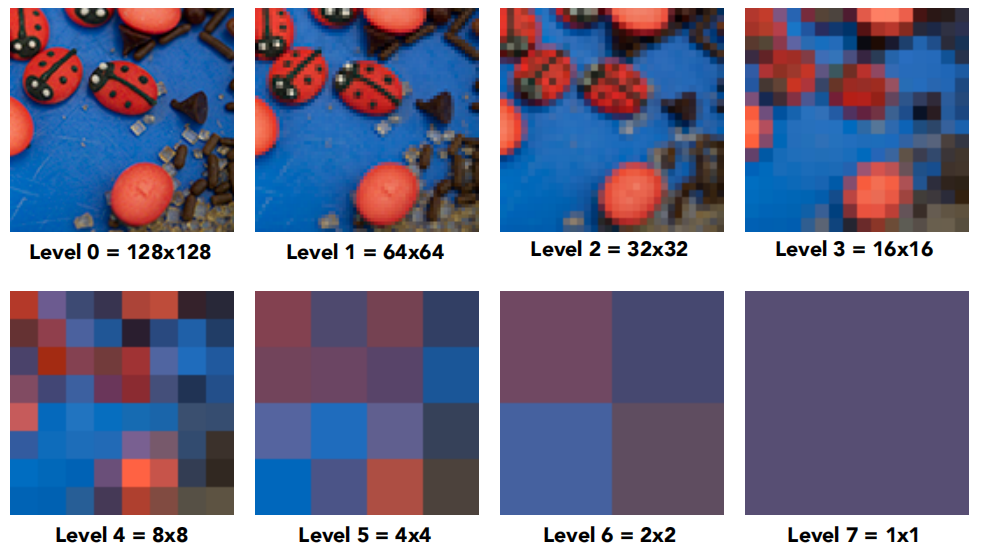 Level 0 = 128x128
Level 1 = 64x64
Level 2 = 32x32
Level 3 = 16x16
Level 4 = 8x8
Level 5 = 4x4
Level 6 = 2x2
Level 7 = 1x1